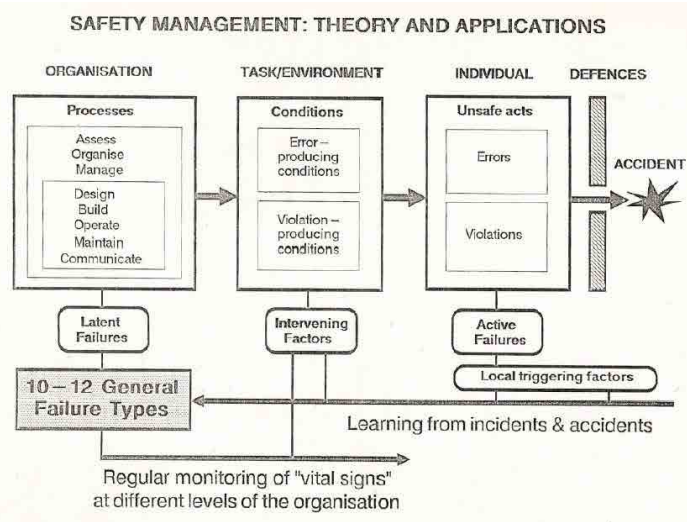 SAFETY MANAGEMENT: THEORY AND APPLICATIONS
ORGANISATION
TASK/ENVIRONMENT
INDIVIDUAL
DEFENCES
Processes
Assess
Organise
Manage
Design
Build
Operate
Maintain
Communicate
Conditions
Error –
producing
conditions
Violation –
producing
conditions
Unsafe acts
Errors
Violations
ACCIDENT
Latent
Failures
Intervening
Factors
Active
Failures
Local triggering factors
10 – 12 General
Failure Types
Learning from incidents & accidents
Regular monitoring of "vital signs"
at different levels of the organisation